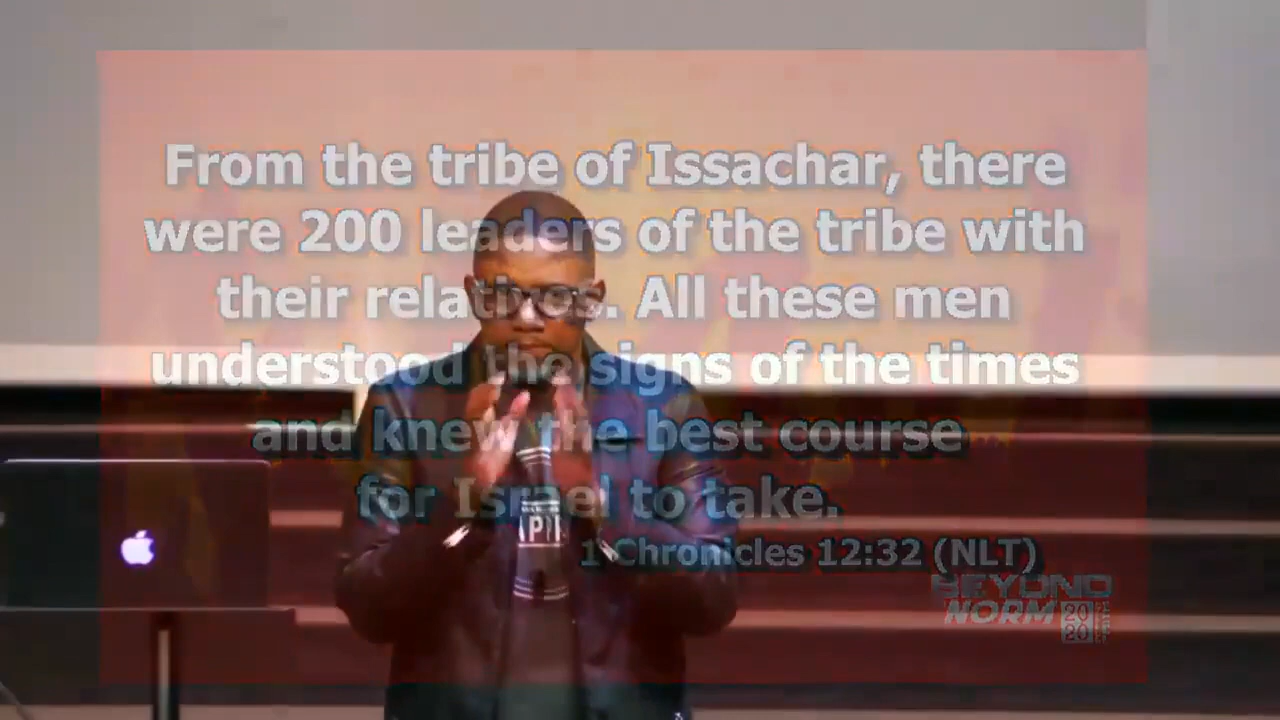 From the tribe of Issachar, there
were 200 leaders of the tribe with
their relatives. All these men
understood the signs of the times
and knew the best course
for Israel to take.
1 Chronicles 12:32 (NLT)
BEYOND
NORM
20
20